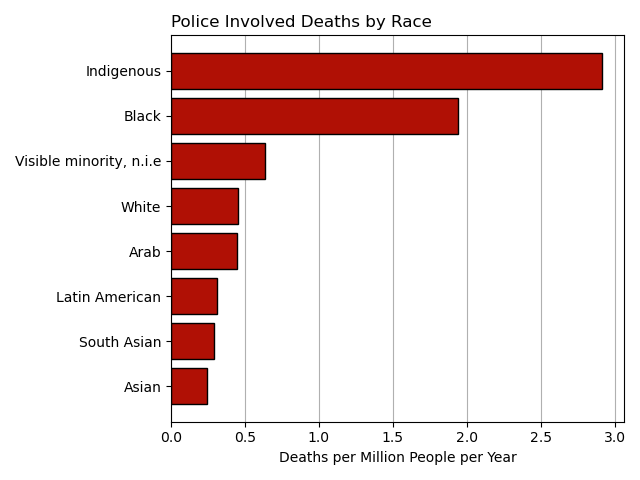 Police Involved Deaths by Race
Indigenous
Black
Visible minority, n.i.e
White
Arab
Latin American
South Asian
Asian
0.0 0.5 1.0 1.5 2.0 2.5 3.0
Deaths per Million People per Year